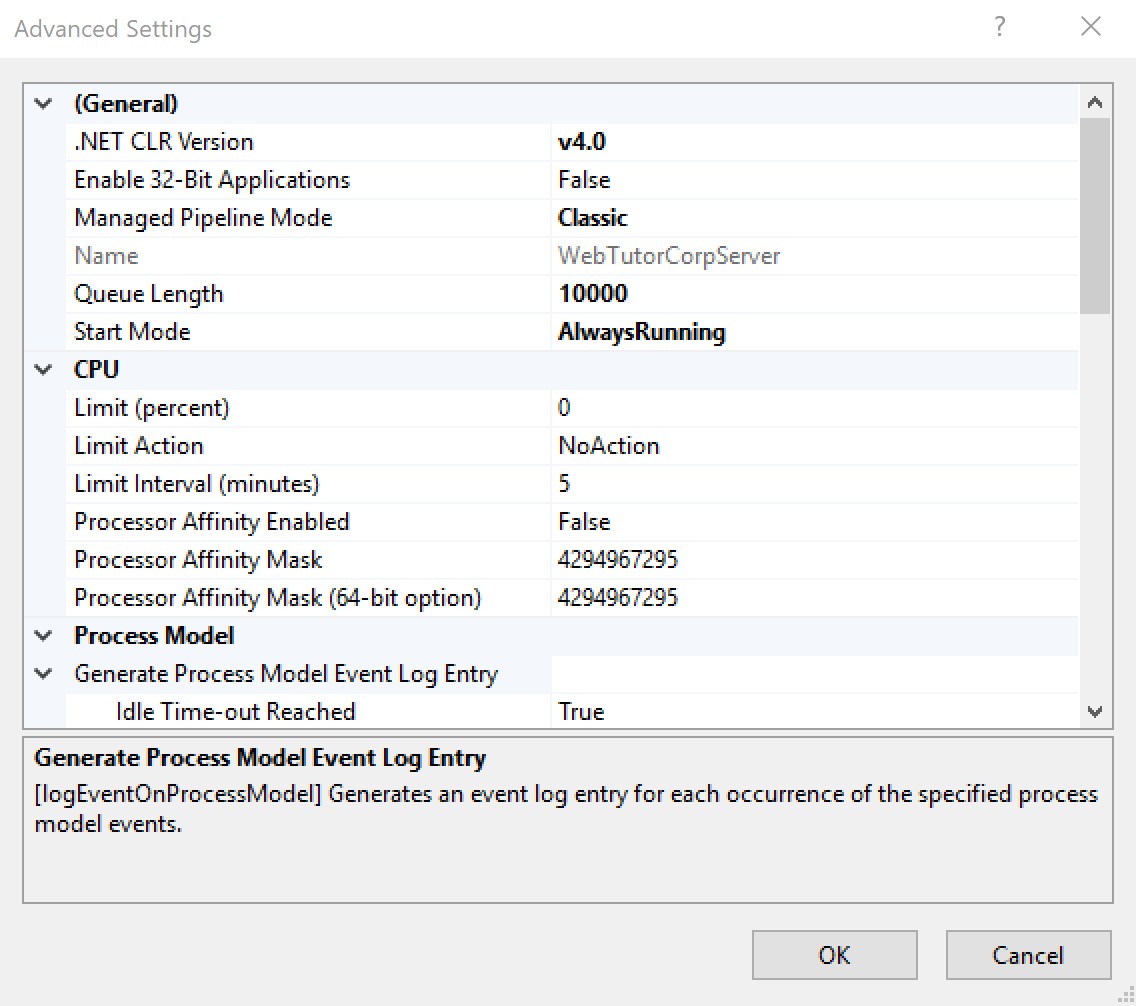 Advanced Settings
(General)
.NET CLR Version v4.0
Enable 32-Bit Applications False
Managed Pipeline Mode Classic
Name WebTutorCorpServer
Queue Length 10000
Start Mode AlwaysRunning
CPU
Limit (percent) 0
Limit Action NoAction
Limit Interval (minutes) 5
Processor Affinity Enabled False
Processor Affinity Mask 4294967295
Processor Affinity Mask (64-bit option) 4294967295
Process Model
Generate Process Model Event Log Entry
Idle Time-out Reached True
Generate Process Model Event Log Entry
[logEventOnProcessModel] Generates an event log entry for each occurrence of the specified process
model events.
OK Cancel